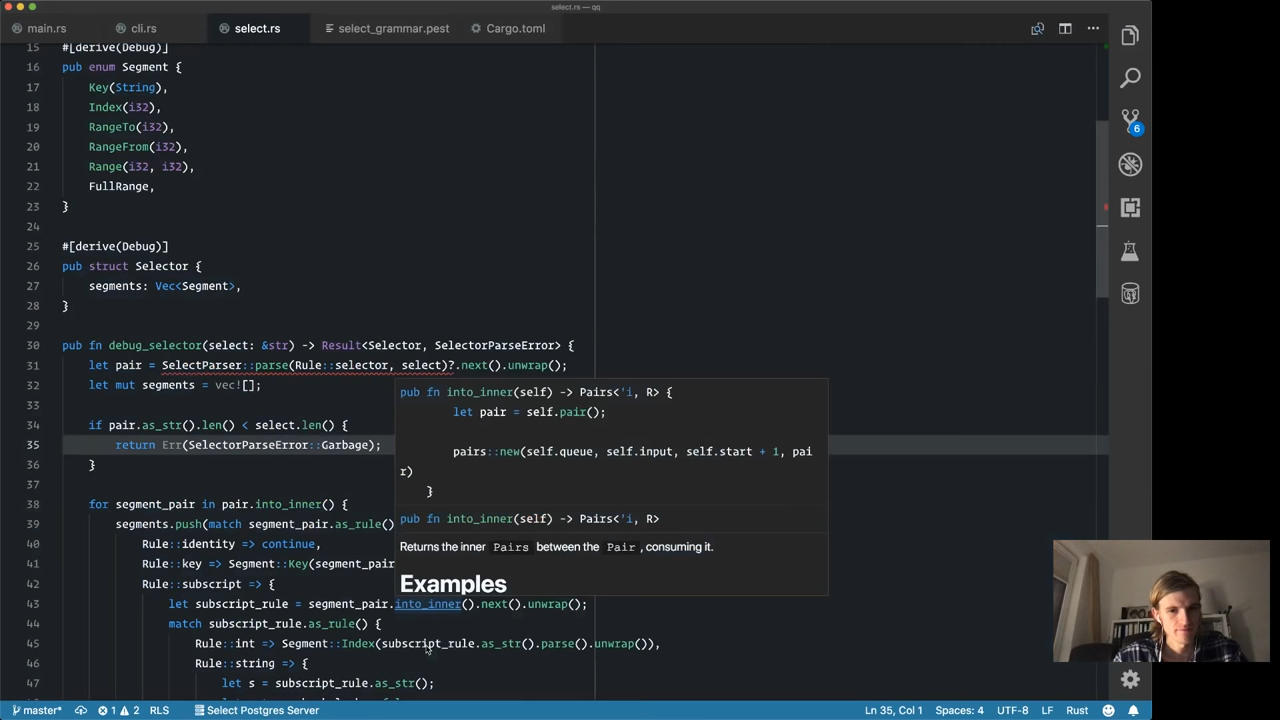 select.rs — qq
main.rs
cli.rs
select.rs
select_grammar.pest
Cargo.toml
15 #[derive(Debug)]
16 pub enum Segment {
17 Key(String),
18 Index(i32),
19 RangeTo(i32),
20 RangeFrom(i32),
21 Range(i32, i32),
22 FullRange,
23 }
24
25 #[derive(Debug)]
26 pub struct Selector {
27 segments: Vec<Segment>,
28 }
29
30 pub fn debug_selector(select: &str) -> Result<Selector, SelectorParseError> {
31 let pair = SelectParser::parse(Rule::selector, select)?.next().unwrap();
32 let mut segments = vec![];
33
34 if pair.as_str().len() < select.len() {
35 return Err(SelectorParseError::Garbage);
36 }
37
38 for segment_pair in pair.into_inner() {
39 segments.push(match segment_pair.as_rule()
40 Rule::identity => continue,
41 Rule::key => Segment::Key(segment_pair
42 Rule::subscript => {
43 let subscript_rule = segment_pair.into_inner().next().unwrap();
44 match subscript_rule.as_rule() {
45 Rule::int => Segment::Index(subscript_rule.as_str().parse().unwrap()),
46 Rule::string => {
47 let s = subscript_rule.as_str();
pub fn into_inner(self) -> Pairs<'i, R> {
let pair = self.pair();
pairs::new(self.queue, self.input, self.start + 1, pai
r)
}
pub fn into_inner(self) -> Pairs<'i, R>
Returns the inner Pairs between the Pair, consuming it.
Examples
6
master* 1 2 RLS Select Postgres Server Ln 35, Col 1 Spaces: 4 UTF-8 LF Rust